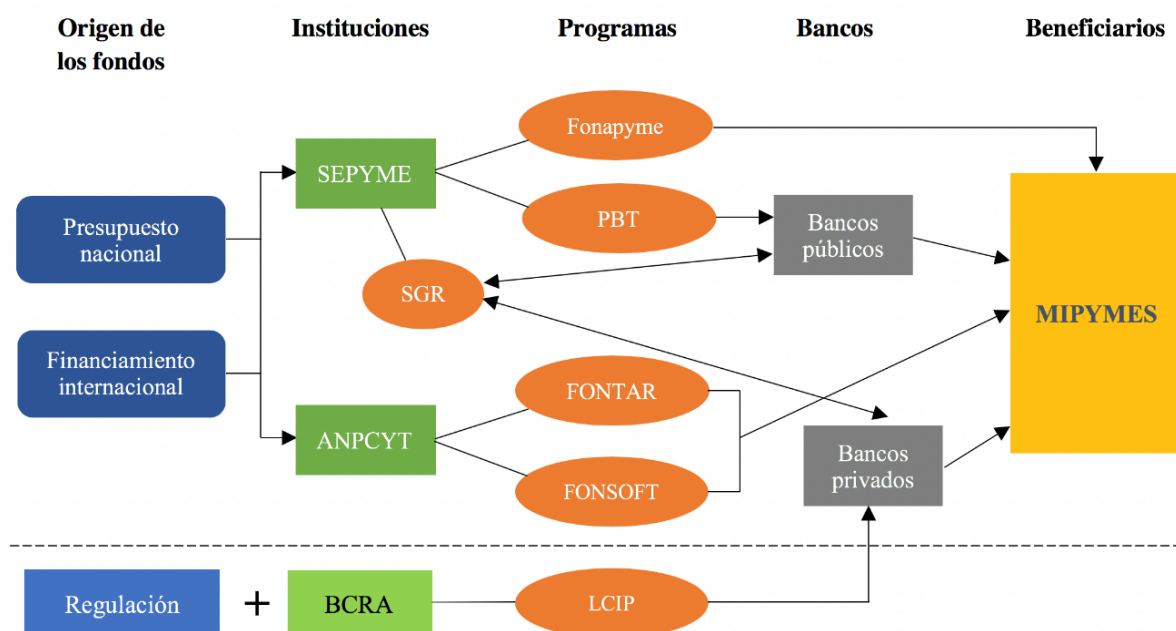 Origen de
los fondos
Instituciones
Programas
Bancos
Beneficiarios
Fonapyme
SEPYME
Presupuesto
nacional
PBT
Bancos
públicos
SGR
MIPYMES
Financiamiento
internacional
FONTAR
ANPCYT
Bancos
privados
FONSOFT
Regulación
+
BCRA
LCIP